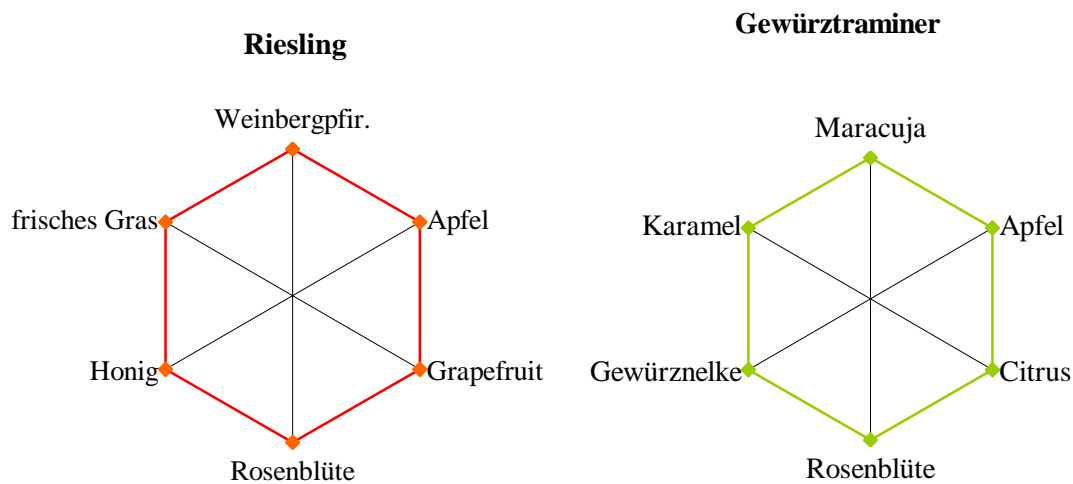 Riesling
Weinbergpfir.
frisches Gras
Apfel
Honig
Grapefruit
Rosenblüte
Gewürztraminer
Maracuja
Karamel
Apfel
Gewürznelke
Citrus
Rosenblüte